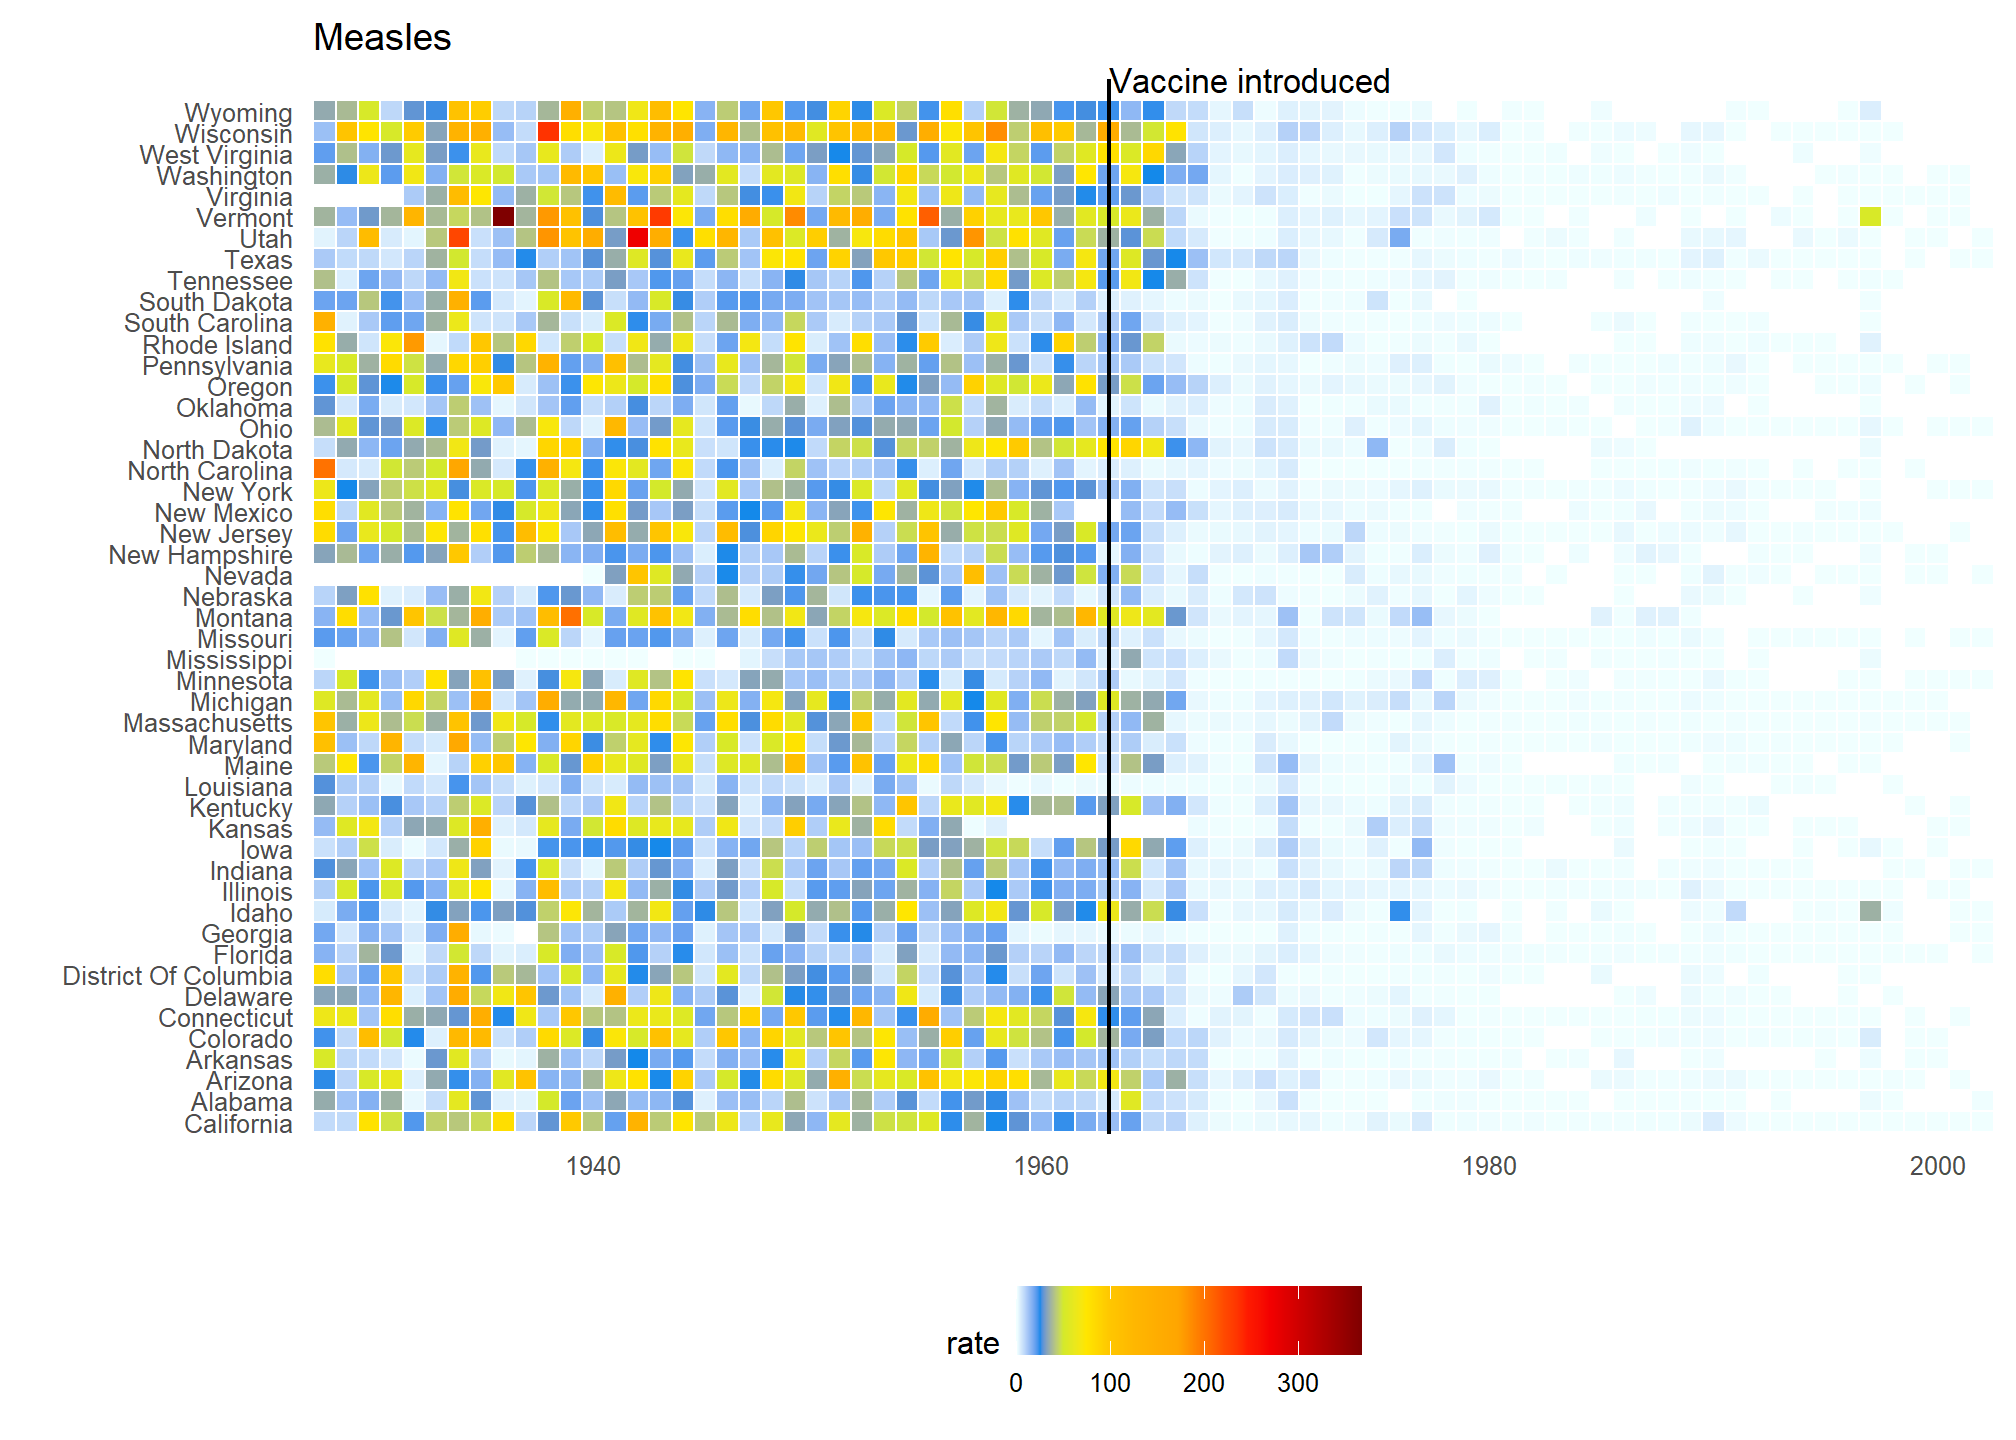 Measles
Vaccine introduced
Wyoming
Wisconsin
West Virginia
Washington
Virginia
Vermont
Utah
Texas
Tennessee
South Dakota
South Carolina
Rhode Island
Pennsylvania
Oregon
Oklahoma
Ohio
North Dakota
North Carolina
New York
New Mexico
New Jersey
New Hampshire
Nevada
Nebraska
Montana
Missouri
Mississippi
Minnesota
Michigan
Massachusetts
Maryland
Maine
Louisiana
Kentucky
Kansas
Iowa
Indiana
Illinois
Idaho
Georgia
Florida
District Of Columbia
Delaware
Connecticut
Colorado
Arkansas
Arizona
Alabama
California
1940 1960 1980 2000
rate
0 100 200 300